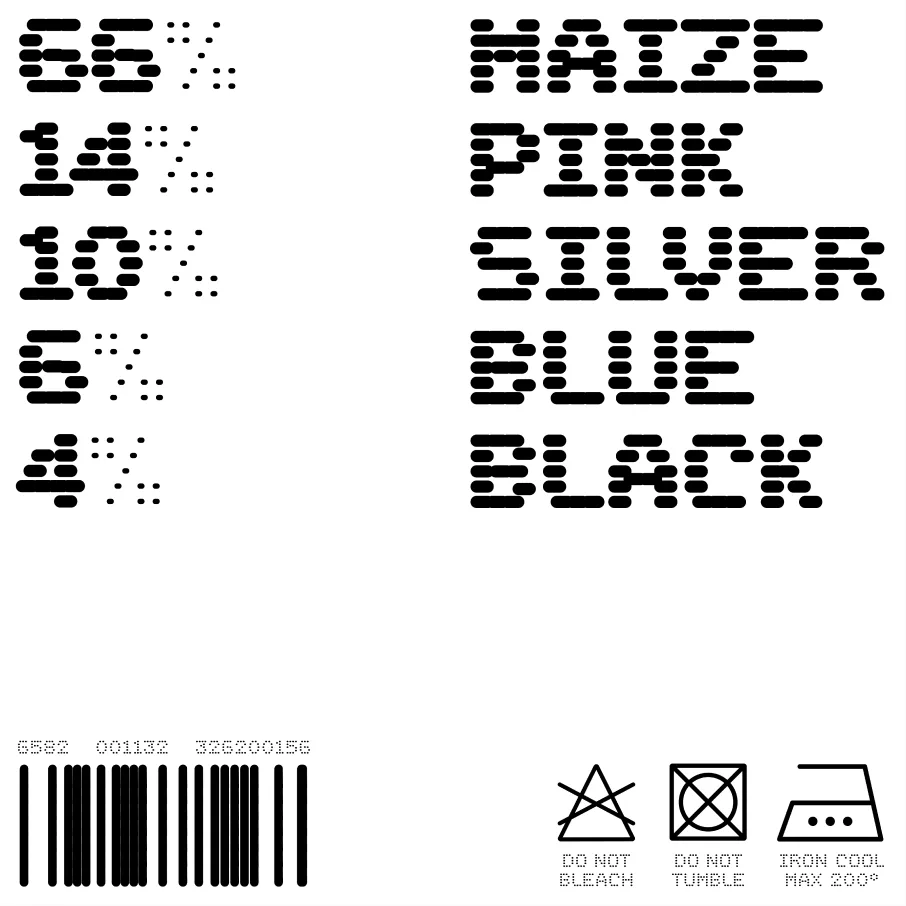 66% MAIZE
14% PINK
10% SILVER
6% BLUE
4% BLACK
6582 001132 326200156
DO NOT BLEACH
DO NOT TUMBLE
IRON COOL MAX 200°